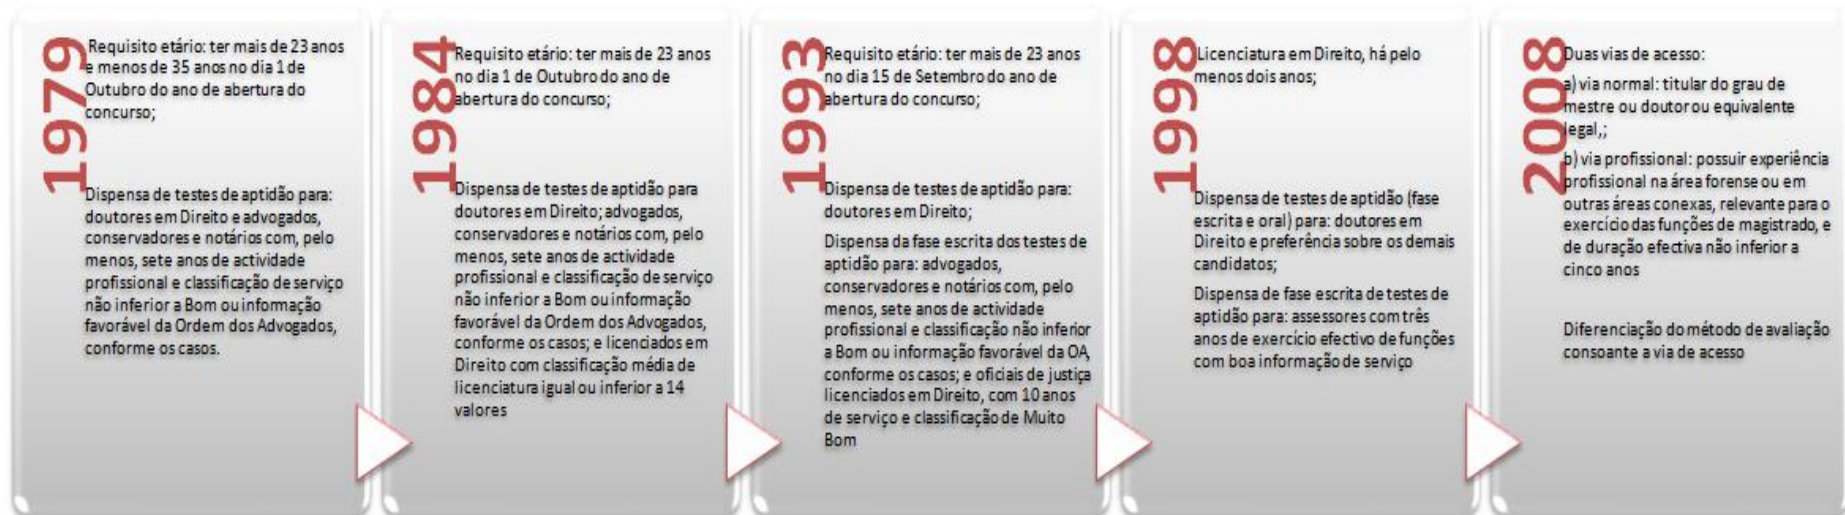 1979
Requisito etário: ter mais de 23 anos
e menos de 35 anos no dia 1 de
Outubro do ano de abertura do
concurso;
Dispensa de testes de aptidão para:
doutores em Direito e advogados,
conservadores e notários com, pelo
menos, sete anos de actividade
profissional e classificação de serviço
não inferior a Bom ou informação
favorável da Ordem dos Advogados,
conforme os casos.
1984
Requisito etário: ter mais de 23 anos
no dia 1 de Outubro do ano de
abertura do concurso;
Dispensa de testes de aptidão para
doutores em Direito; advogados,
conservadores e notários com, pelo
menos, sete anos de actividade
profissional e classificação de serviço
não inferior a Bom ou informação
favorável da Ordem dos Advogados,
conforme os casos; e licenciados em
Direito com classificação média de
licenciatura igual ou inferior a 14
valores
1993
Requisito etário: ter mais de 23 anos
no dia 15 de Setembro do ano de
abertura do concurso;
Dispensa de testes de aptidão para:
doutores em Direito;
Dispensa da fase escrita dos testes de
aptidão para: advogados,
conservadores e notários com, pelo
menos, sete anos de actividade
profissional e classificação não inferior
a Bom ou informação favorável da OA,
conforme os casos; e oficiais de justiça
licenciados em Direito, com 10 anos
de serviço e classificação de Muito
Bom
1998
Licenciatura em Direito, há pelo
menos dois anos;
Dispensa de testes de aptidão (fase
escrita e oral) para: doutores em
Direito e preferência sobre os demais
candidatos;
Dispensa de fase escrita de testes de
aptidão para: assessores com três
anos de exercício efectivo de funções
com boa informação de serviço
2008
Duas vias de acesso:
a) via normal: titular do grau de
mestre ou doutor ou equivalente
legal,;
b) via profissional: possuir experiência
profissional na área forense ou em
outras áreas conexas, relevante para o
exercício das funções de magistrado, e
de duração efectiva não inferior a
cinco anos
Diferenciação do método de avaliação
consoante a via de acesso